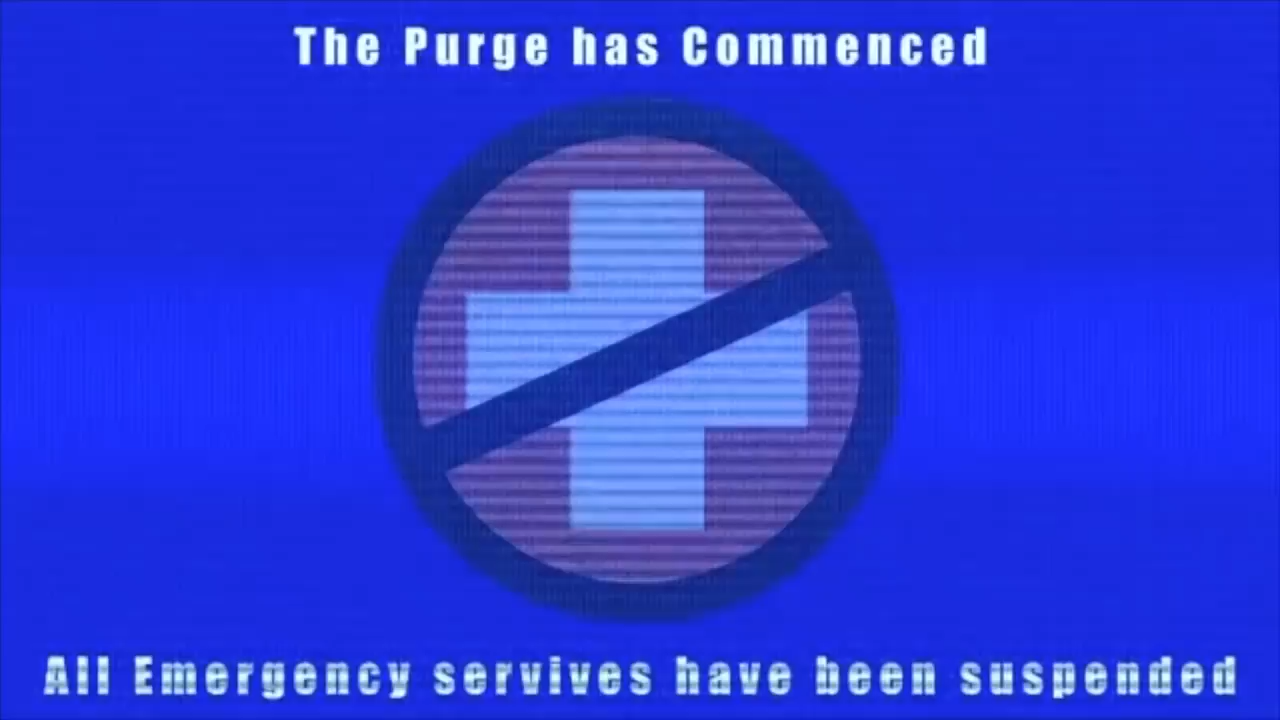 The Purge has Commenced
All Emergency servives have been suspended